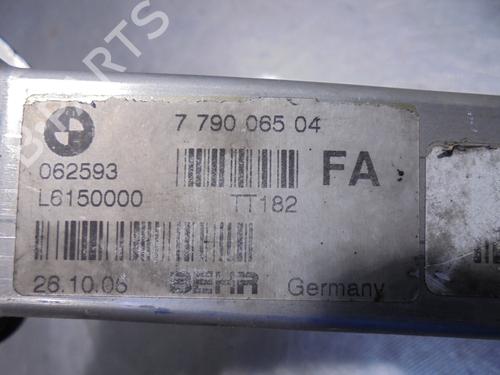 7 790 065 04
062593
FA
L6150000
TT182
26.10.06
BEHR Germany